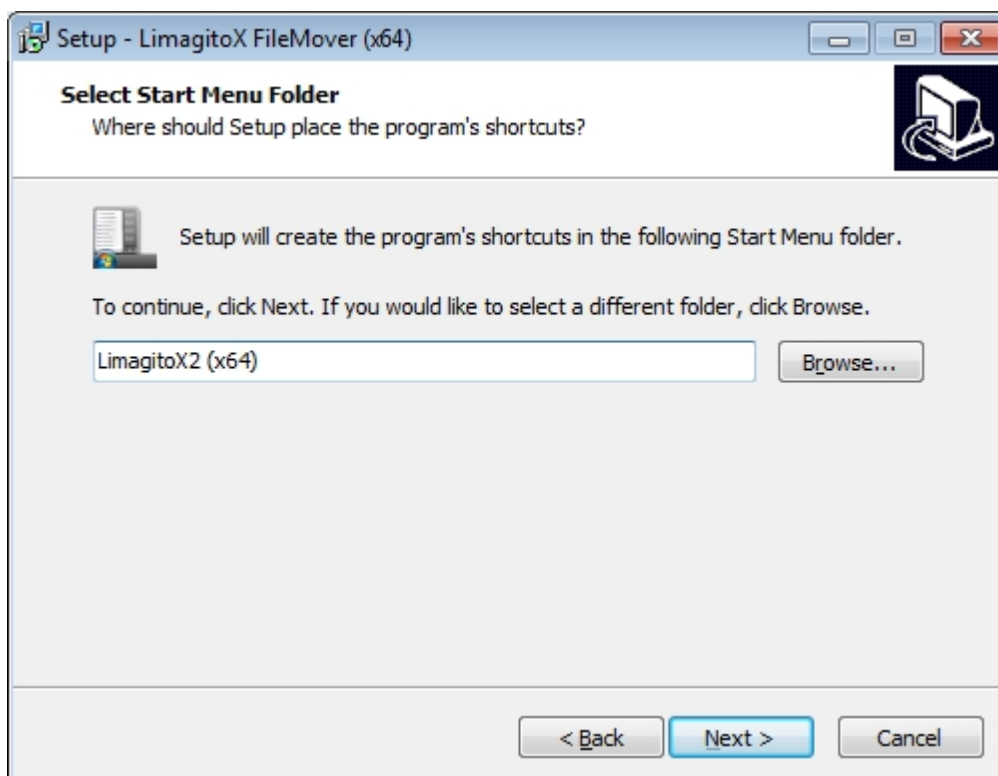 Setup - LimagitoX FileMover (x64)
Select Start Menu Folder
Where should Setup place the program's shortcuts?
Setup will create the program's shortcuts in the following Start Menu folder.
To continue, click Next. If you would like to select a different folder, click Browse.
LimagitoX2 (x64)
Browse...
< Back
Next >
Cancel